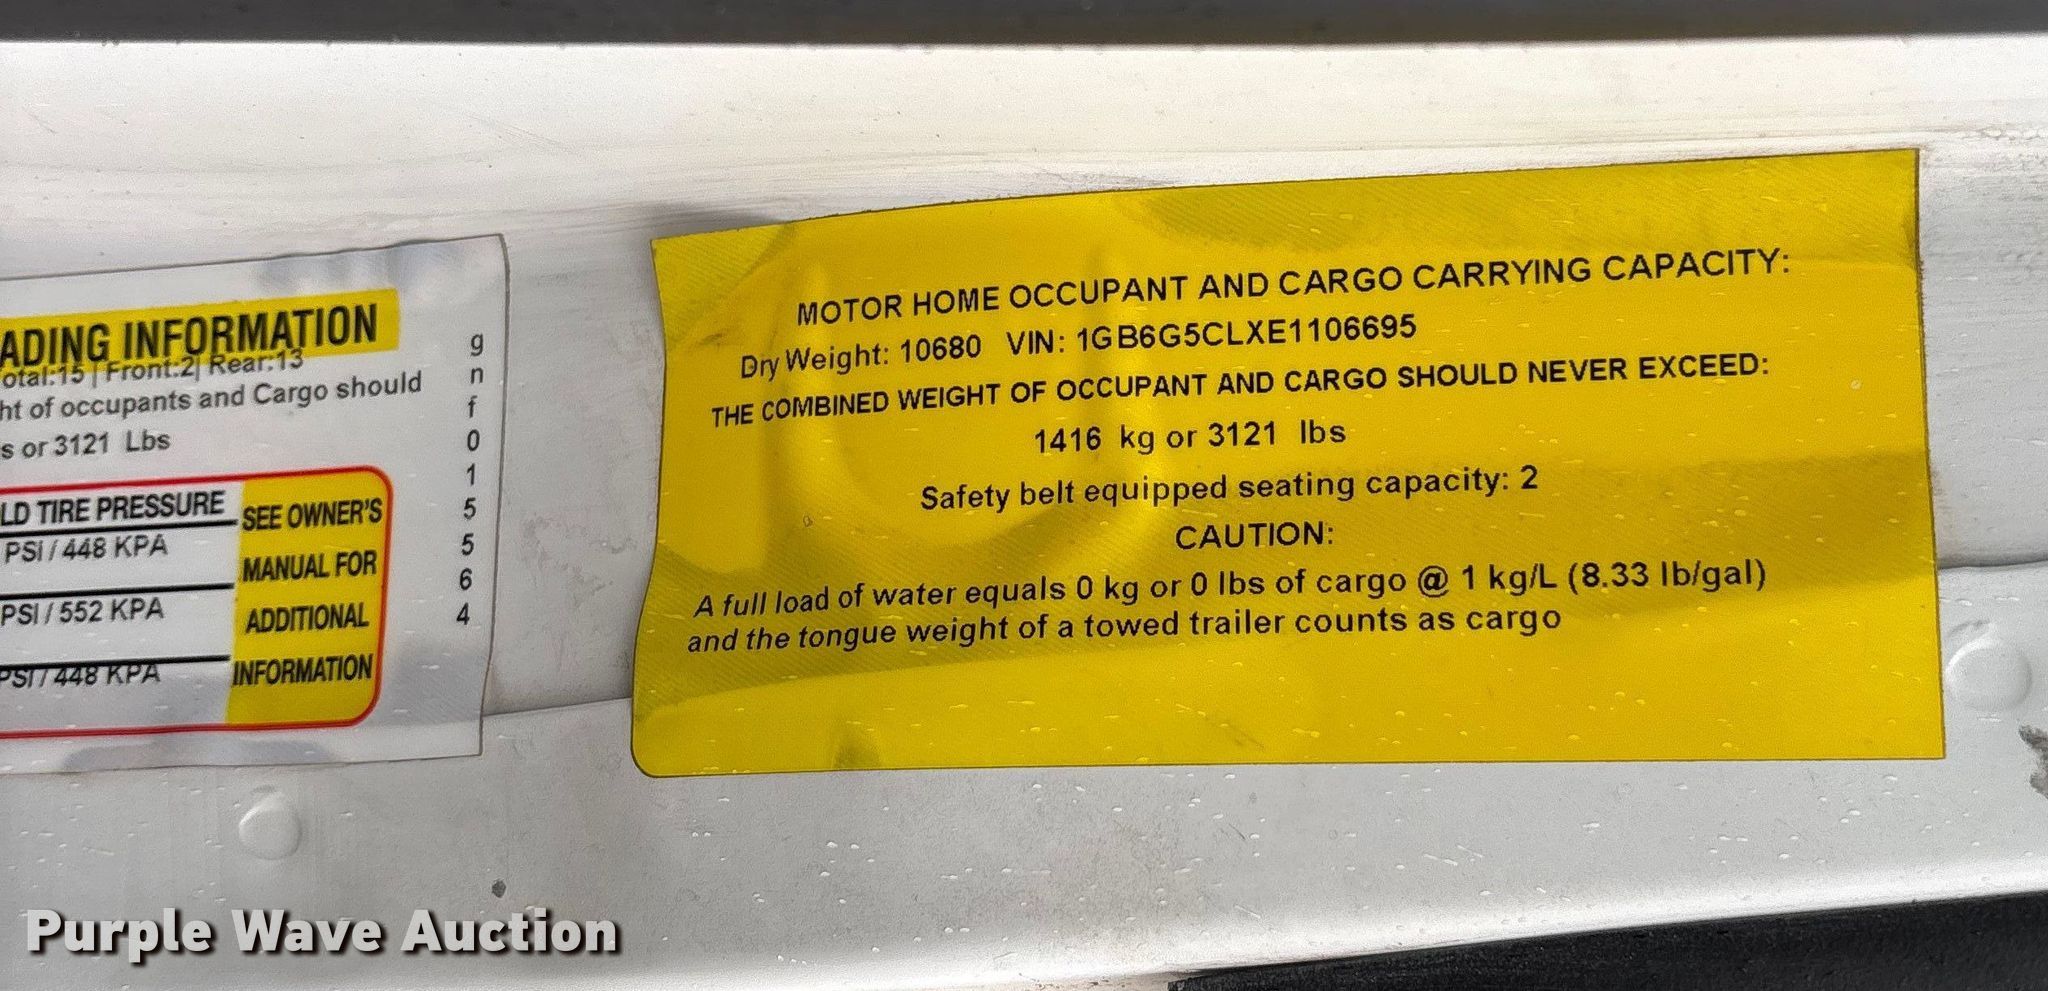 ADING INFORMATION
otal:15 | Front:2| Rear:13
ht of occupants and Cargo should
s or 3121 Lbs
LD TIRE PRESSURE
PSI / 448 KPA
PSI / 552 KPA
PSI / 448 KPA
SEE OWNER'S
MANUAL FOR
ADDITIONAL
INFORMATION
g
n
f
0
1
5
5
6
4
MOTOR HOME OCCUPANT AND CARGO CARRYING CAPACITY:
Dry Weight: 10680 VIN: 1GB6G5CLXE1106695
THE COMBINED WEIGHT OF OCCUPANT AND CARGO SHOULD NEVER EXCEED:
1416 kg or 3121 lbs
Safety belt equipped seating capacity: 2
CAUTION:
A full load of water equals 0 kg or 0 lbs of cargo @ 1 kg/L (8.33 lb/gal)
and the tongue weight of a towed trailer counts as cargo
Purple Wave Auction